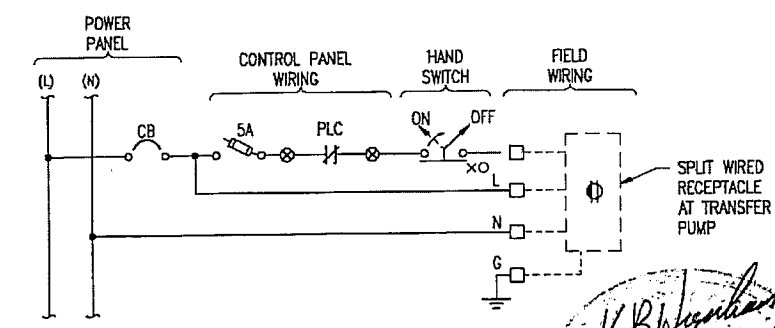 POWER
PANEL
CONTROL PANEL
WIRING
HAND
SWITCH
FIELD
WIRING
(L) (N)
CB
5A
PLC
ON
OFF
XO
L
N
G
SPLIT WIRED
RECEPTACLE
AT TRANSFER
PUMP